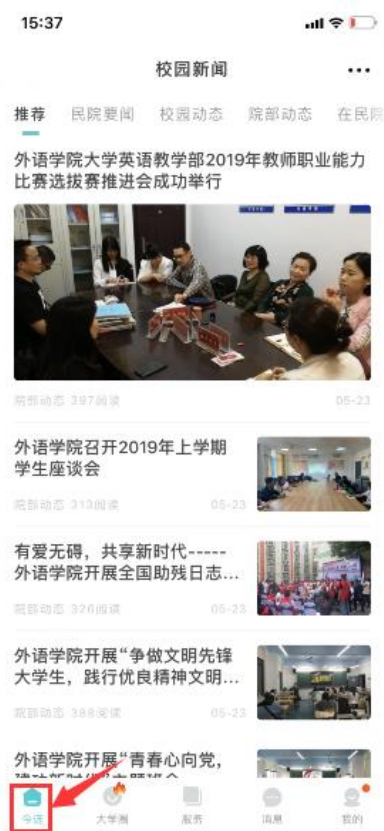 15:37
校园新闻
推荐 民院要闻 校园动态 院部动态 在民院
外语学院大学英语教学部2019年教师职业能力
比赛选拔赛推进会成功举行
院部动态 397阅读 05-23
外语学院召开2019年上学期
学生座谈会
院部动态 313阅读 05-23
有爱无碍，共享新时代-----
外语学院开展全国助残日志...
院部动态 326阅读 05-23
外语学院开展“争做文明先锋
大学生，践行优良精神文明...
院部动态 388阅读 05-23
外语学院开展“青春心向党，
今选 大学圈 服务 消息 我的